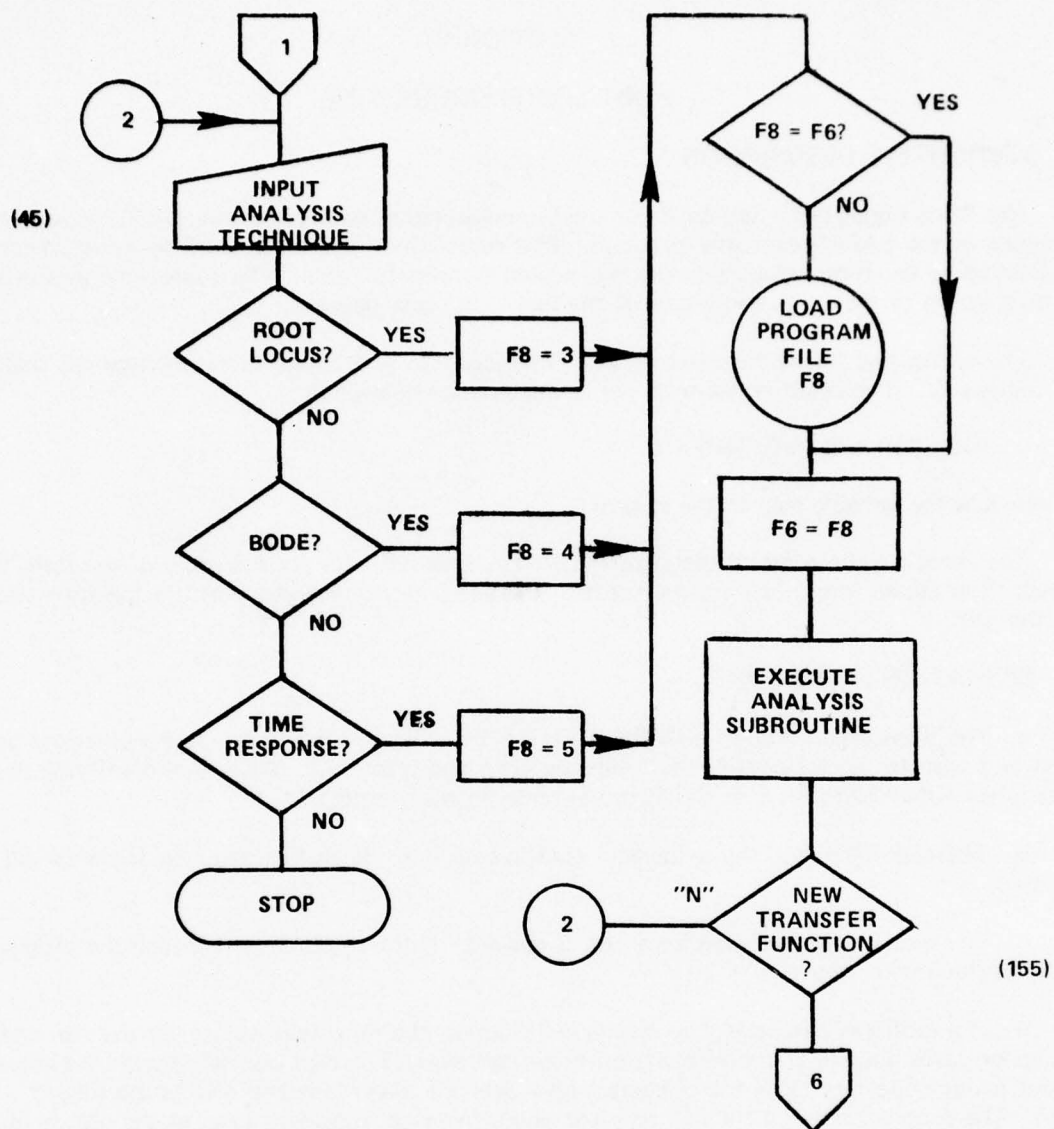 1
2
(45)
INPUT
ANALYSIS
TECHNIQUE
ROOT
LOCUS?
YES
F8 = 3
NO
BODE?
YES
F8 = 4
NO
TIME
RESPONSE?
YES
F8 = 5
NO
STOP
F8 = F6?
YES
NO
LOAD
PROGRAM
FILE
F8
F6 = F8
EXECUTE
ANALYSIS
SUBROUTINE
NEW
TRANSFER
FUNCTION
?
"N"
2
(155)
6